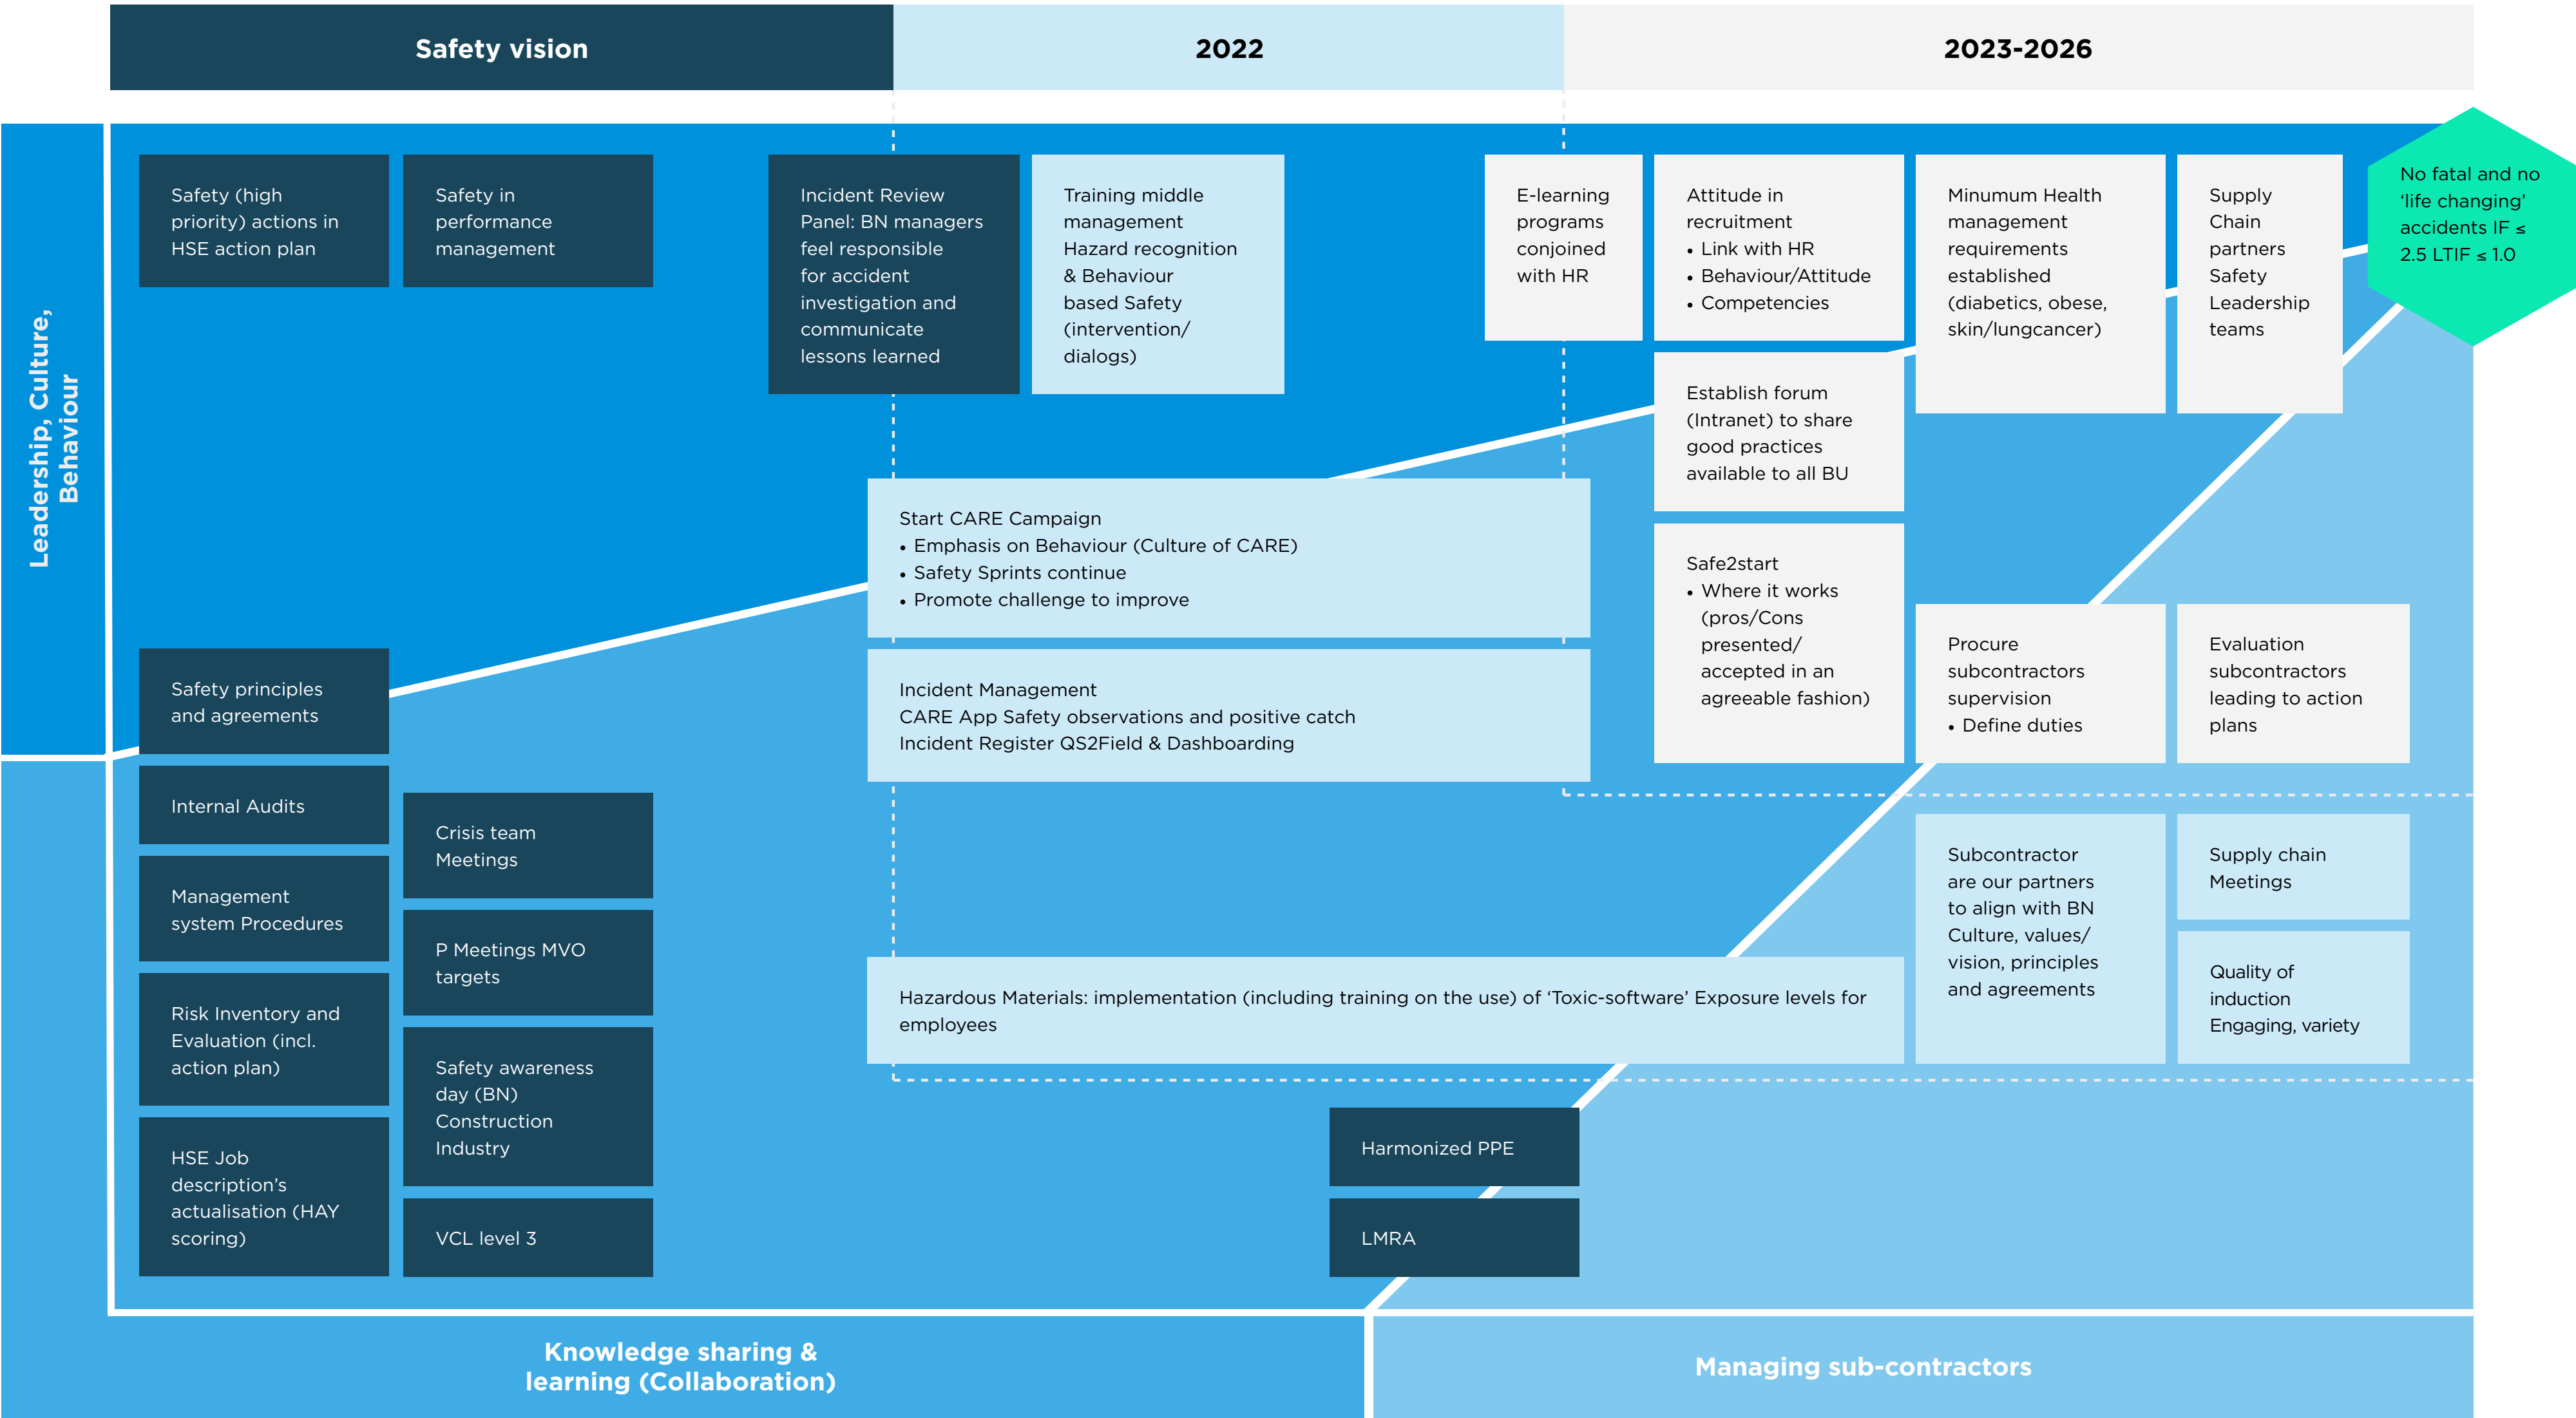 Safety vision
2022
2023-2026
Leadership, Culture,
Behaviour
Safety (high
priority) actions in
HSE action plan
Safety in
performance
management
Incident Review
Panel: BN managers
feel responsible
for accident
investigation and
communicate
lessons learned
Training middle
management
Hazard recognition
& Behaviour
based Safety
(intervention/
dialogs)
E-learning
programs
conjoined
with HR
Attitude in
recruitment
• Link with HR
• Behaviour/Attitude
• Competencies
Minumum Health
management
requirements
established
(diabetics, obese,
skin/lungcancer)
Supply
Chain
partners
Safety
Leadership
teams
No fatal and no
‘life changing’
accidents IF ≤
2.5 LTIF ≤ 1.0
Establish forum
(Intranet) to share
good practices
available to all BU
Start CARE Campaign
• Emphasis on Behaviour (Culture of CARE)
• Safety Sprints continue
• Promote challenge to improve
Safe2start
• Where it works
(pros/Cons
presented/
accepted in an
agreeable fashion)
Procure
subcontractors
supervision
• Define duties
Evaluation
subcontractors
leading to action
plans
Safety principles
and agreements
Incident Management
CARE App Safety observations and positive catch
Incident Register QS2Field & Dashboarding
Internal Audits
Crisis team
Meetings
Management
system Procedures
P Meetings MVO
targets
Risk Inventory and
Evaluation (incl.
action plan)
Safety awareness
day (BN)
Construction
Industry
HSE Job
description’s
actualisation (HAY
scoring)
VCL level 3
Subcontractor
are our partners
to align with BN
Culture, values/
vision, principles
and agreements
Supply chain
Meetings
Quality of
induction
Engaging, variety
Hazardous Materials: implementation (including training on the use) of ‘Toxic-software’ Exposure levels for
employees
Harmonized PPE
LMRA
Knowledge sharing &
learning (Collaboration)
Managing sub-contractors